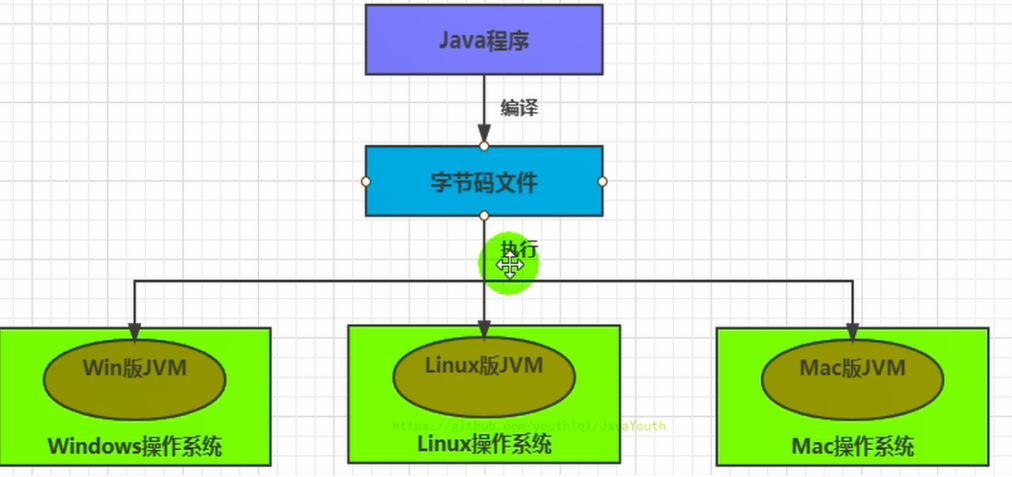 Java程序
编译
字节码文件
执行
Win版JVM
Linux版JVM
Mac版JVM
https://github.com/youthlql/JavaYouth
Windows操作系统
Linux操作系统
Mac操作系统